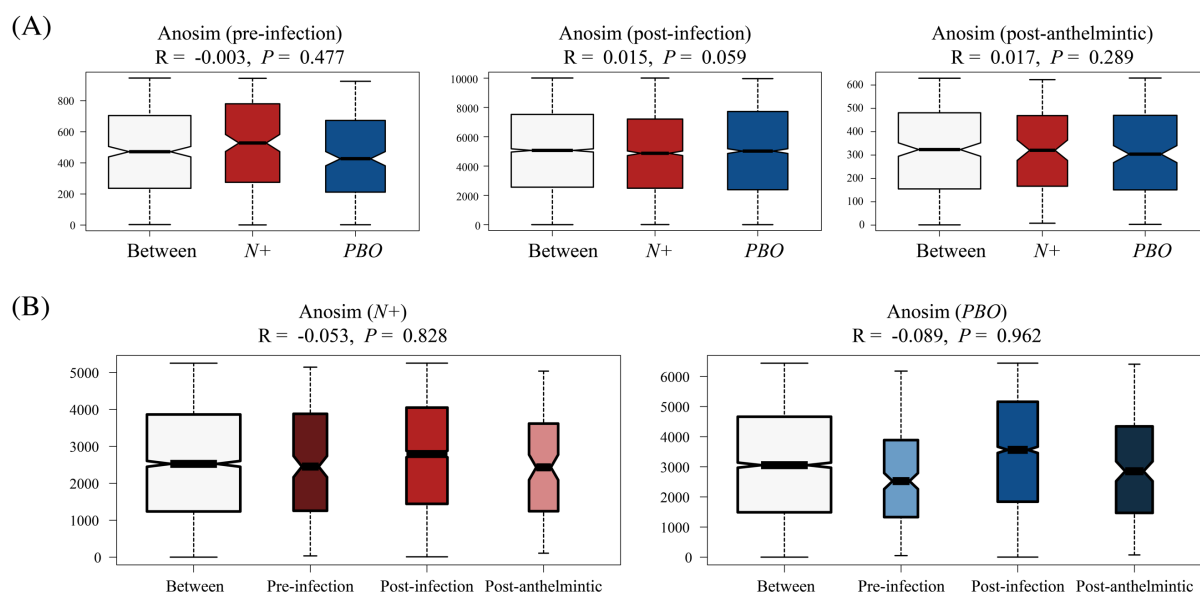 (A)
Anosim (pre-infection)
R = -0.003, P = 0.477
800
600
400
200
0
Between N+ PBO
Anosim (post-infection)
R = 0.015, P = 0.059
10000
8000
6000
4000
2000
0
Between N+ PBO
Anosim (post-anthelmintic)
R = 0.017, P = 0.289
600
500
400
300
200
100
0
Between N+ PBO
(B)
Anosim (N+)
R = -0.053, P = 0.828
5000
4000
3000
2000
1000
0
Between Pre-infection Post-infection Post-anthelmintic
Anosim (PBO)
R = -0.089, P = 0.962
6000
5000
4000
3000
2000
1000
0
Between Pre-infection Post-infection Post-anthelmintic